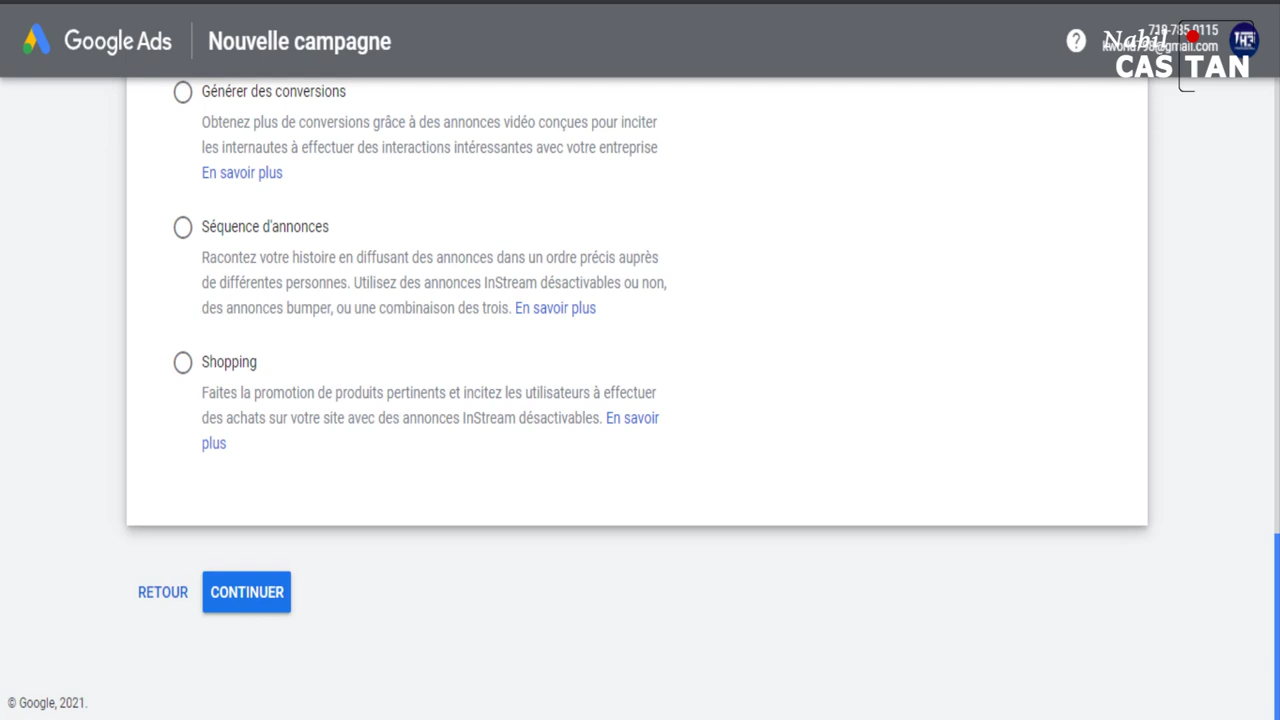 Google Ads
Nouvelle campagne
Nabil
CAS TAN
Générer des conversions
Obtenez plus de conversions grâce à des annonces vidéo conçues pour inciter
les internautes à effectuer des interactions intéressantes avec votre entreprise
En savoir plus
Séquence d'annonces
Racontez votre histoire en diffusant des annonces dans un ordre précis auprès
de différentes personnes. Utilisez des annonces InStream désactivables ou non,
des annonces bumper, ou une combinaison des trois. En savoir plus
Shopping
Faites la promotion de produits pertinents et incitez les utilisateurs à effectuer
des achats sur votre site avec des annonces InStream désactivables. En savoir
plus
RETOUR
CONTINUER
© Google, 2021.